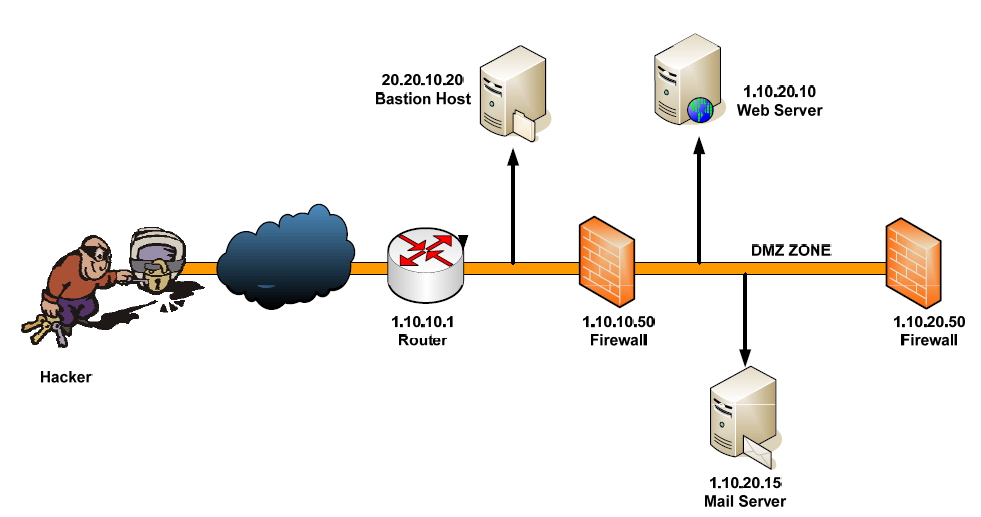 20.20.10.20
Bastion Host
1.10.20.10
Web Server
DMZ ZONE
1.10.10.1
Router
1.10.10.50
Firewall
1.10.20.50
Firewall
Hacker
1.10.20.15
Mail Server